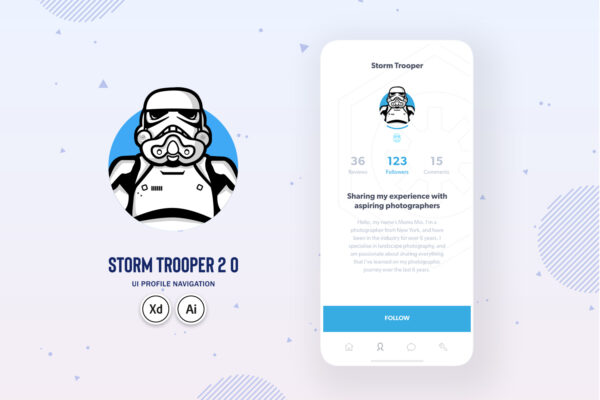 STORM TROOPER 2 0
UI PROFILE NAVIGATION
Xd
Ai
Storm Trooper
36
123
15
Reviews
Followers
Comments
Sharing my experience with
aspiring photographers
Hello, my name's Mama Moi, I'm a
photographer from New York, and have
been in the industry for over 6 years. I
specialise in landscape photography, and
am passionate about sharing everything
that I've learned on my photographic
journey over the last 6 years
FOLLOW